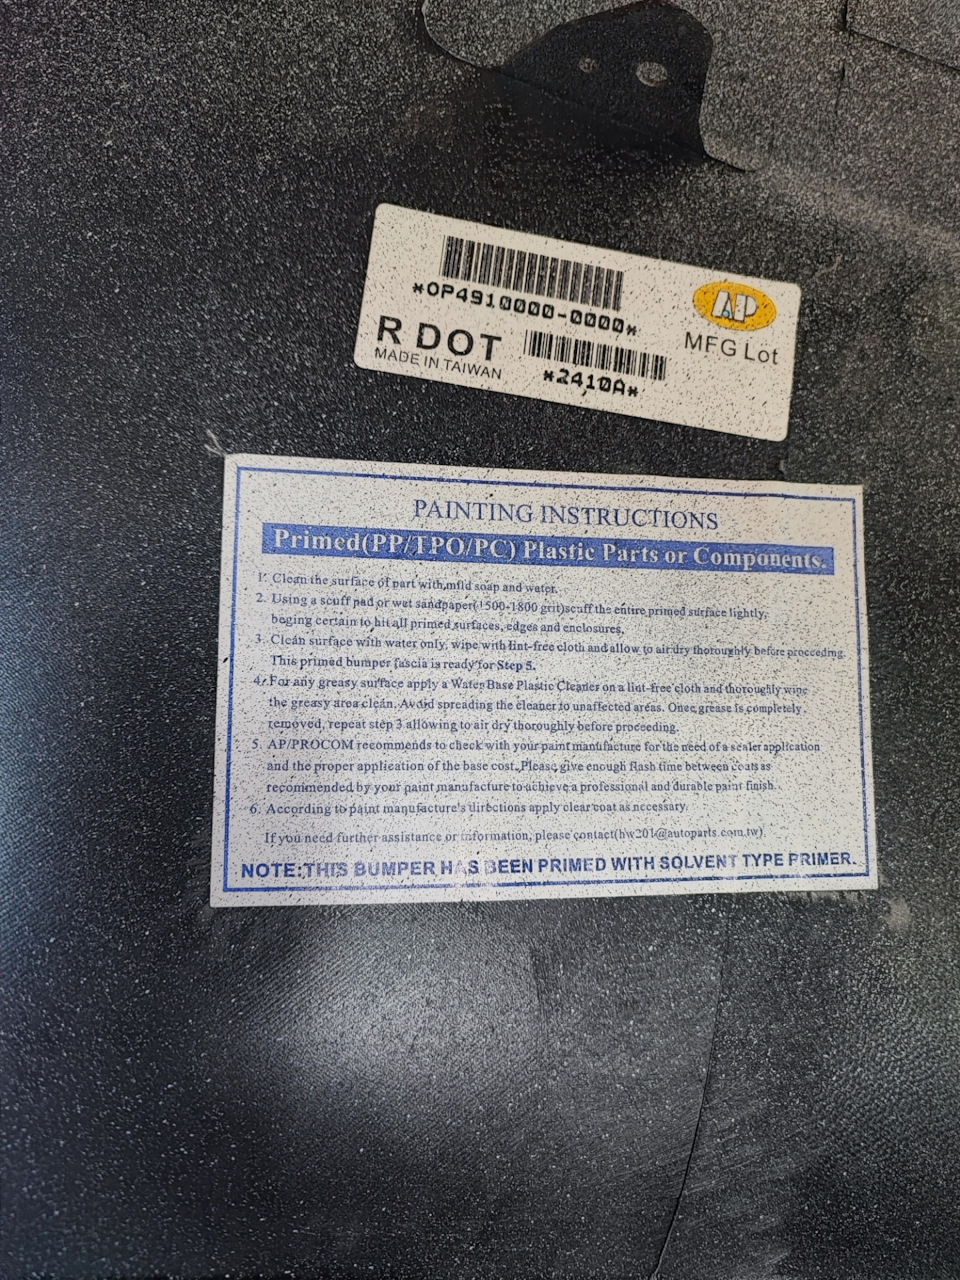 *OP4910000-0000*
AP
R DOT
MADE IN TAIWAN
*2410A*
MFG Lot
PAINTING INSTRUCTIONS
Primed(PP/TPO/PC) Plastic Parts or Components.
1. Clean the surface of part with mild soap and water.
2. Using a scuff pad or wet sandpaper(1500-1800 grit)scuff the entire primed surface lightly,
beging certain to hit all primed surfaces, edges and enclosures.
3. Clean surface with water only, wipe with lint-free cloth and allow to air dry thoroughly before procceding.
This primed bumper fascia is ready for Step 5.
4. For any greasy surface apply a Water Base Plastic Cleaner on a lint-free cloth and thoroughly wipe
the greasy area clean. Avoid spreading the cleaner to unaffected areas. Once grease is completely
removed, repeat step 3 allowing to air dry thoroughly before proceeding.
5. AP/PROCOM recommends to check with your paint manufacture for the need of a sealer application
and the proper application of the base cost. Please give enough flash time between coats as
recommended by your paint manufacture to achieve a professional and durable paint finish.
6. According to paint manufacture's directions apply clear coat as necessary.
If you need further assistance or information, please contact(hw201@autoparts.com.tw).
NOTE:THIS BUMPER HAS BEEN PRIMED WITH SOLVENT TYPE PRIMER.